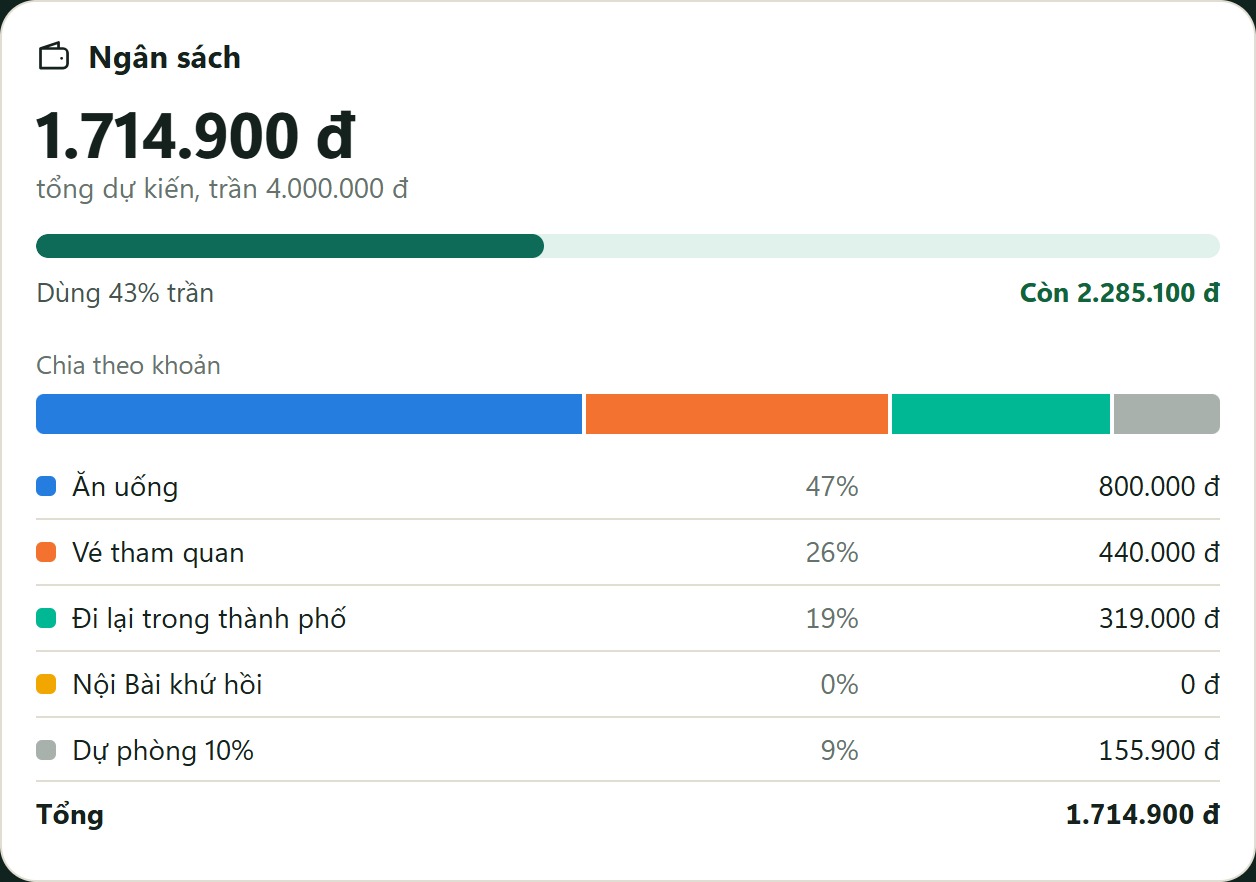 Ngân sách
1.714.900 đ
tổng dự kiến, trần 4.000.000 đ
Dùng 43% trần Còn 2.285.100 đ
Chia theo khoản
Ăn uống 47% 800.000 đ
Vé tham quan 26% 440.000 đ
Đi lại trong thành phố 19% 319.000 đ
Nội Bài khứ hồi 0% 0 đ
Dự phòng 10% 9% 155.900 đ
Tổng 1.714.900 đ